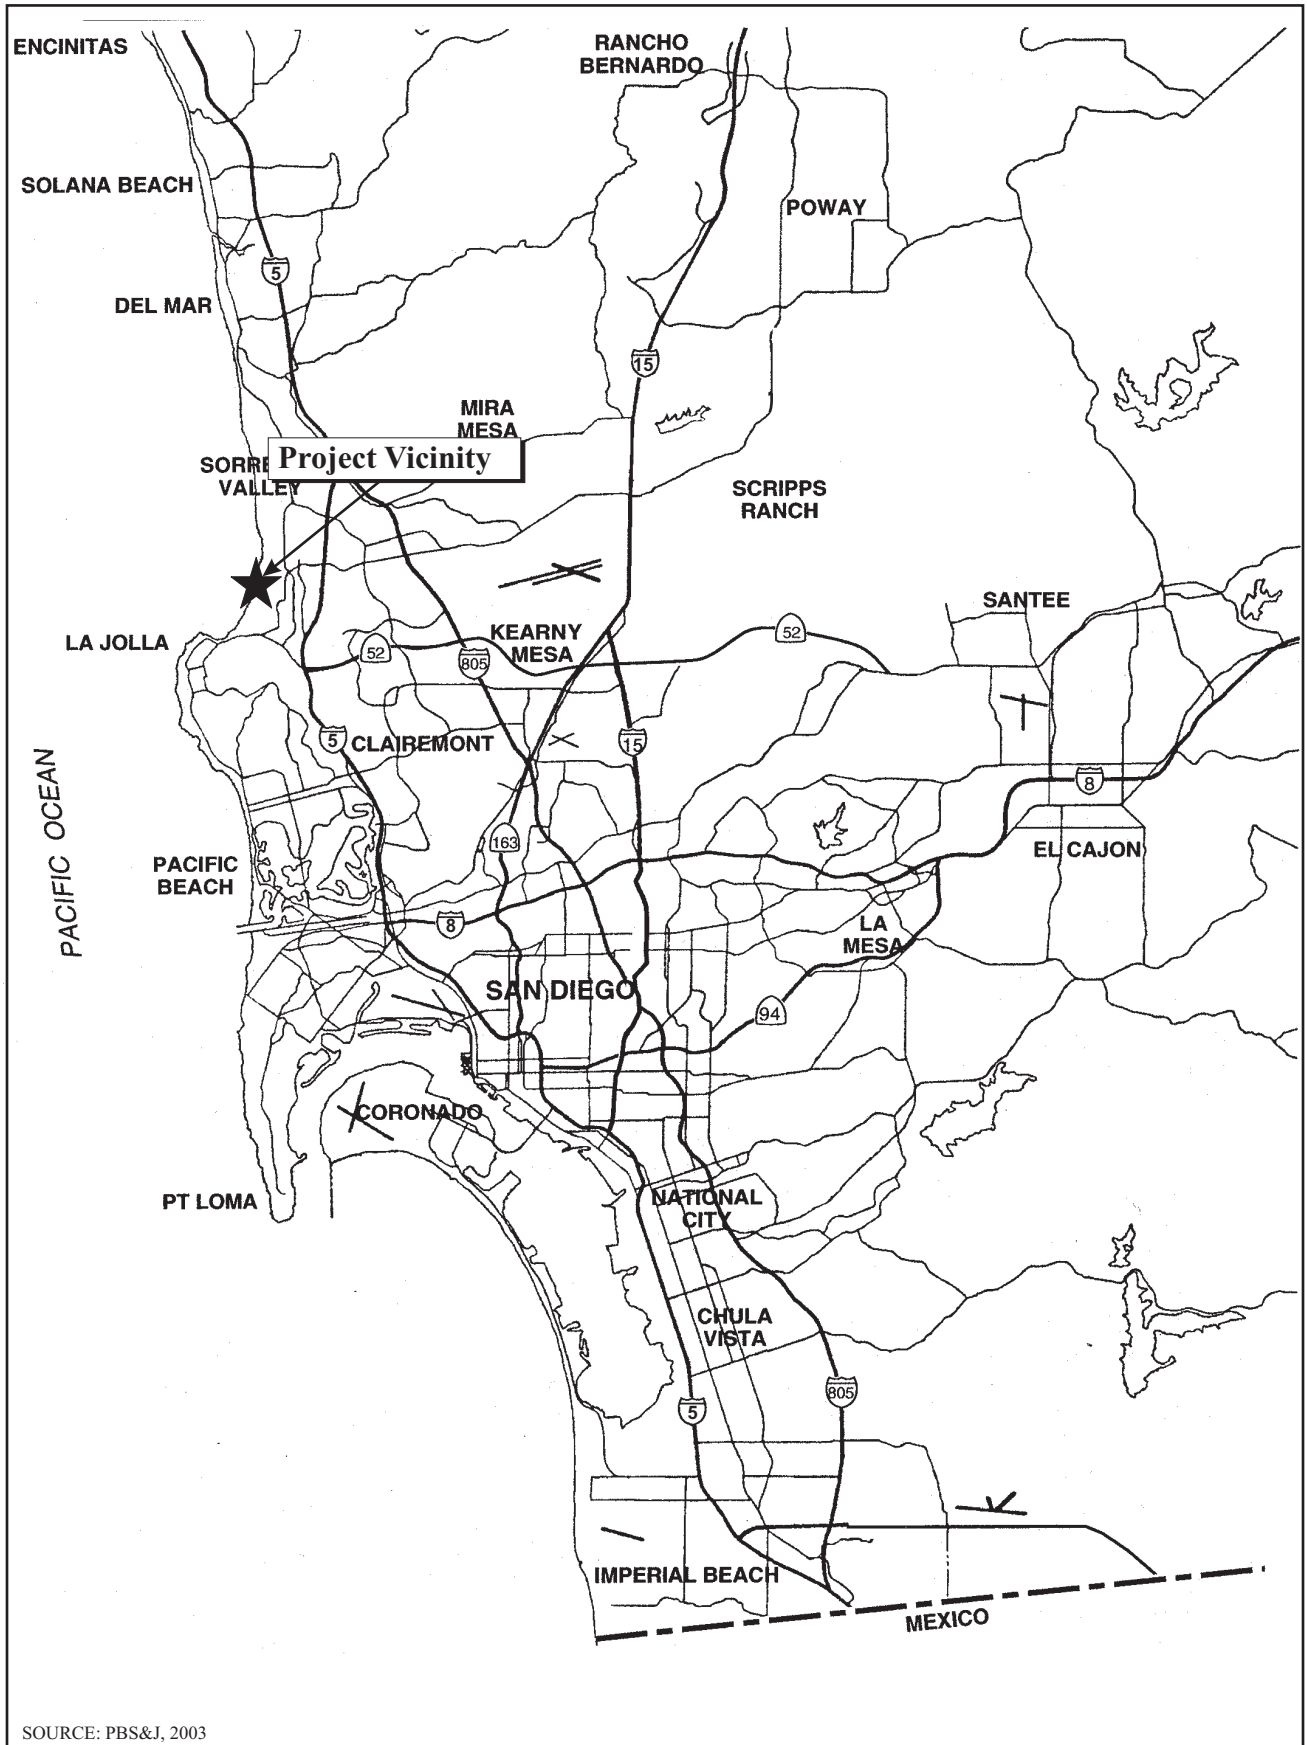 ENCINITAS
RANCHO
BERNARDO
SOLANA BEACH
POWAY
5
DEL MAR
15
MIRA
MESA
Project Vicinity
SORRE
VALLEY
SCRIPPS
RANCH
SANTEE
LA JOLLA
52
805
KEARNY
MESA
52
5
CLAIREMONT
15
8
PACIFIC OCEAN
163
PACIFIC
BEACH
EL CAJON
8
LA
MESA
SAN DIEGO
94
CORONADO
PT LOMA
NATIONAL
CITY
CHULA
VISTA
805
5
IMPERIAL BEACH
MEXICO
SOURCE: PBS&J, 2003